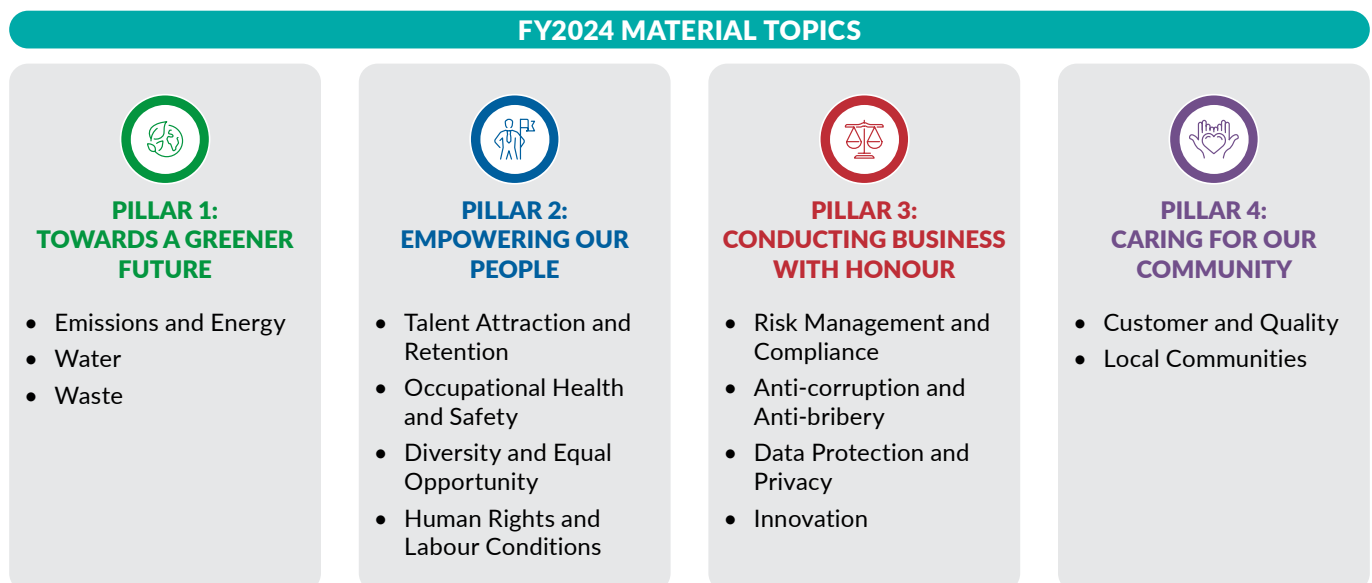 FY2024 MATERIAL TOPICS
PILLAR 1:
TOWARDS A GREENER
FUTURE
• Emissions and Energy
• Water
• Waste
PILLAR 2:
EMPOWERING OUR
PEOPLE
• Talent Attraction and
Retention
• Occupational Health
and Safety
• Diversity and Equal
Opportunity
• Human Rights and
Labour Conditions
PILLAR 3:
CONDUCTING BUSINESS
WITH HONOUR
• Risk Management and
Compliance
• Anti-corruption and
Anti-bribery
• Data Protection and
Privacy
• Innovation
PILLAR 4:
CARING FOR OUR
COMMUNITY
• Customer and Quality
• Local Communities